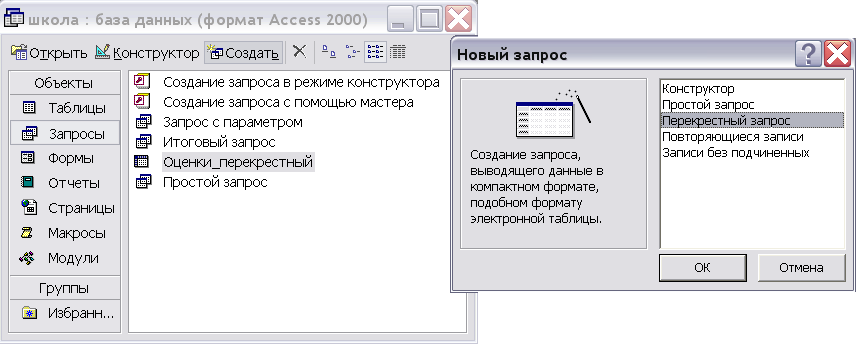 школа : база данных (формат Access 2000)
Открыть Конструктор Создать
Объекты
Таблицы
Запросы
Формы
Отчеты
Страницы
Макросы
Модули
Группы
Избранн...
Создание запроса в режиме конструктора
Создание запроса с помощью мастера
Запрос с параметром
Итоговый запрос
Оценки_перекрестный
Простой запрос
Новый запрос
Создание запроса,
выводящего данные в
компактном формате,
подобном формату
электронной таблицы.
Конструктор
Простой запрос
Перекрестный запрос
Повторяющиеся записи
Записи без подчиненных
ОК
Отмена